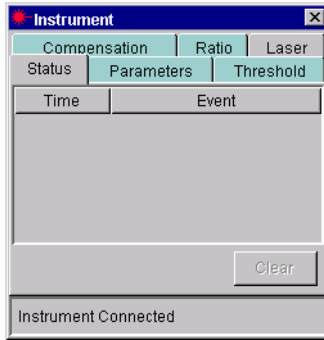 Instrument
Compensation Ratio Laser
Status Parameters Threshold
Time Event
Clear
Instrument Connected